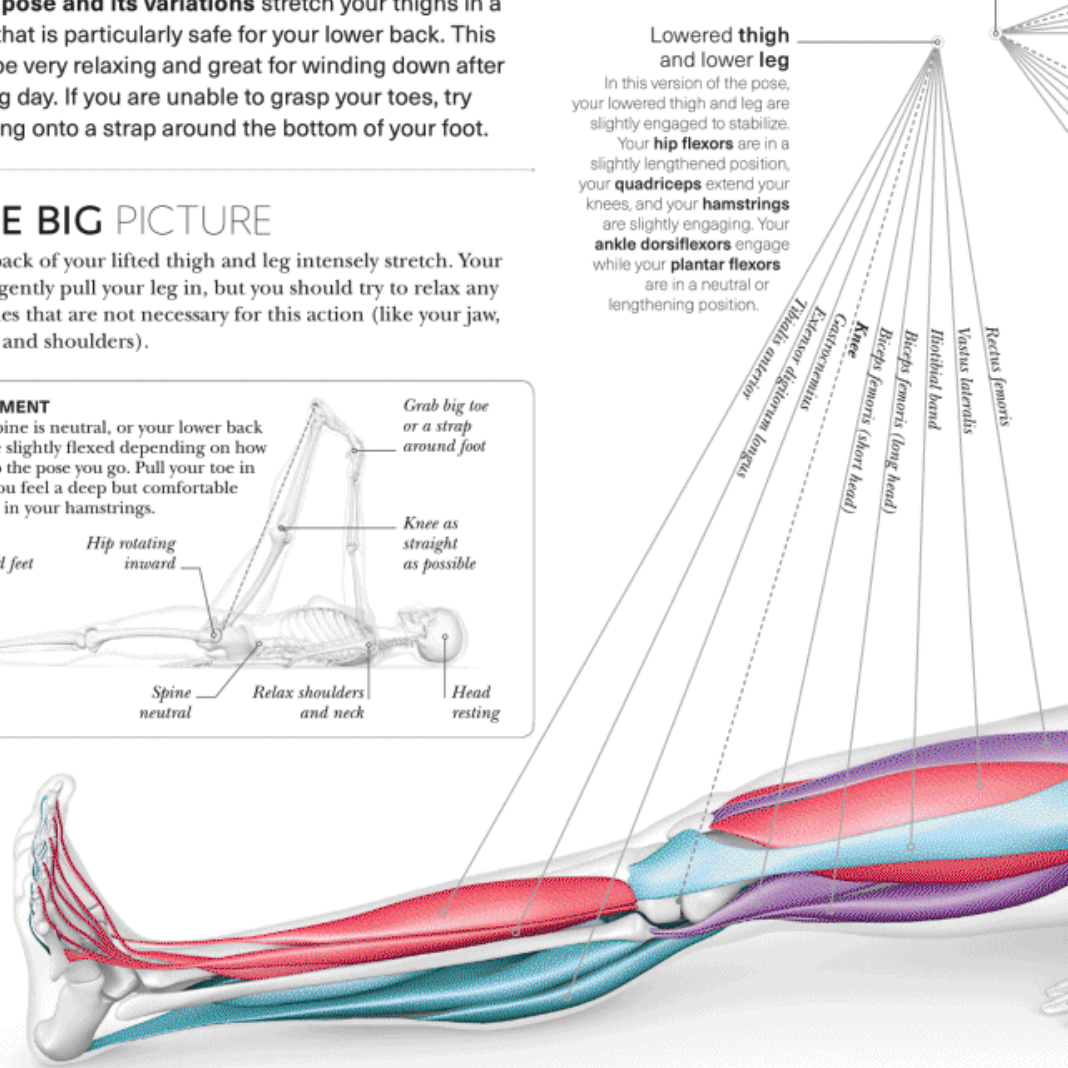 pose and its variations stretch your thighs in a
that is particularly safe for your lower back. This
be very relaxing and great for winding down after
g day. If you are unable to grasp your toes, try
ng onto a strap around the bottom of your foot.
E BIG PICTURE
back of your lifted thigh and leg intensely stretch. Your
gently pull your leg in, but you should try to relax any
es that are not necessary for this action (like your jaw,
and shoulders).
MENT
pine is neutral, or your lower back
e slightly flexed depending on how
o the pose you go. Pull your toe in
ou feel a deep but comfortable
in your hamstrings.
Grab big toe
or a strap
around foot
Knee as
straight
as possible
Hip rotating
inward
d feet
Spine
neutral
Relax shoulders
and neck
Head
resting
Lowered thigh
and lower leg
In this version of the pose,
your lowered thigh and leg are
slightly engaged to stabilize.
Your hip flexors are in a
slightly lengthened position,
your quadriceps extend your
knees, and your hamstrings
are slightly engaging. Your
ankle dorsiflexors engage
while your plantar flexors
are in a neutral or
lengthening position.
Tibialis anterior
Extensor digitorum longus
Gastrocnemius
Knee
Biceps femoris (short head)
Biceps femoris (long head)
Iliotibial band
Vastus lateralis
Rectus femoris